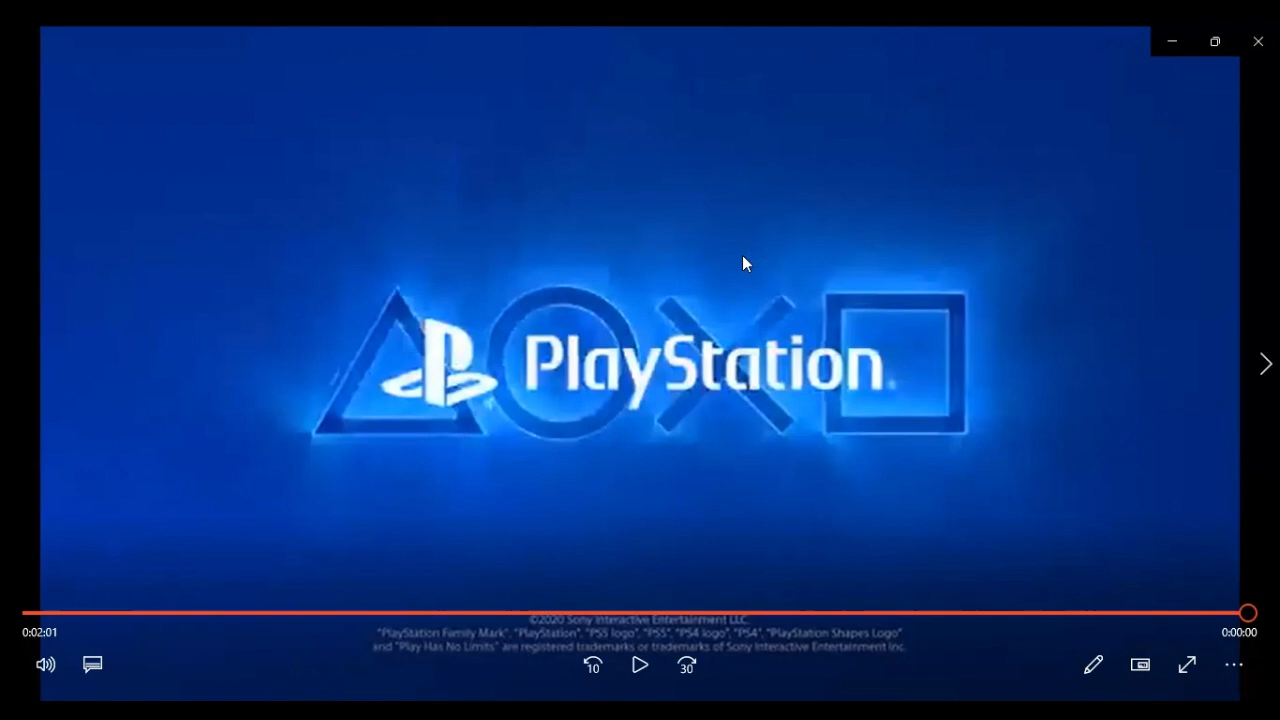 PlayStation
©2020 Sony Interactive Entertainment LLC.
"PlayStation Family Mark", "PlayStation", "PS5 logo", "PS5", "PS4 logo", "PS4", "PlayStation Shapes Logo"
and "Play Has No Limits" are registered trademarks or trademarks of Sony Interactive Entertainment Inc.
0:02:01
0:00:00
10
30